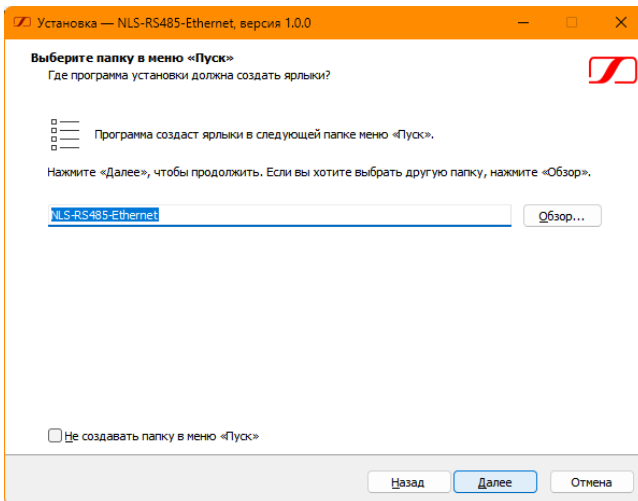 Установка — NLS-RS485-Ethernet, версия 1.0.0
Выберите папку в меню «Пуск»
Где программа установки должна создать ярлыки?
Программа создаст ярлыки в следующей папке меню «Пуск».
Нажмите «Далее», чтобы продолжить. Если вы хотите выбрать другую папку, нажмите «Обзор».
NLS-RS485-Ethernet
Обзор...
Не создавать папку в меню «Пуск»
Назад
Далее
Отмена